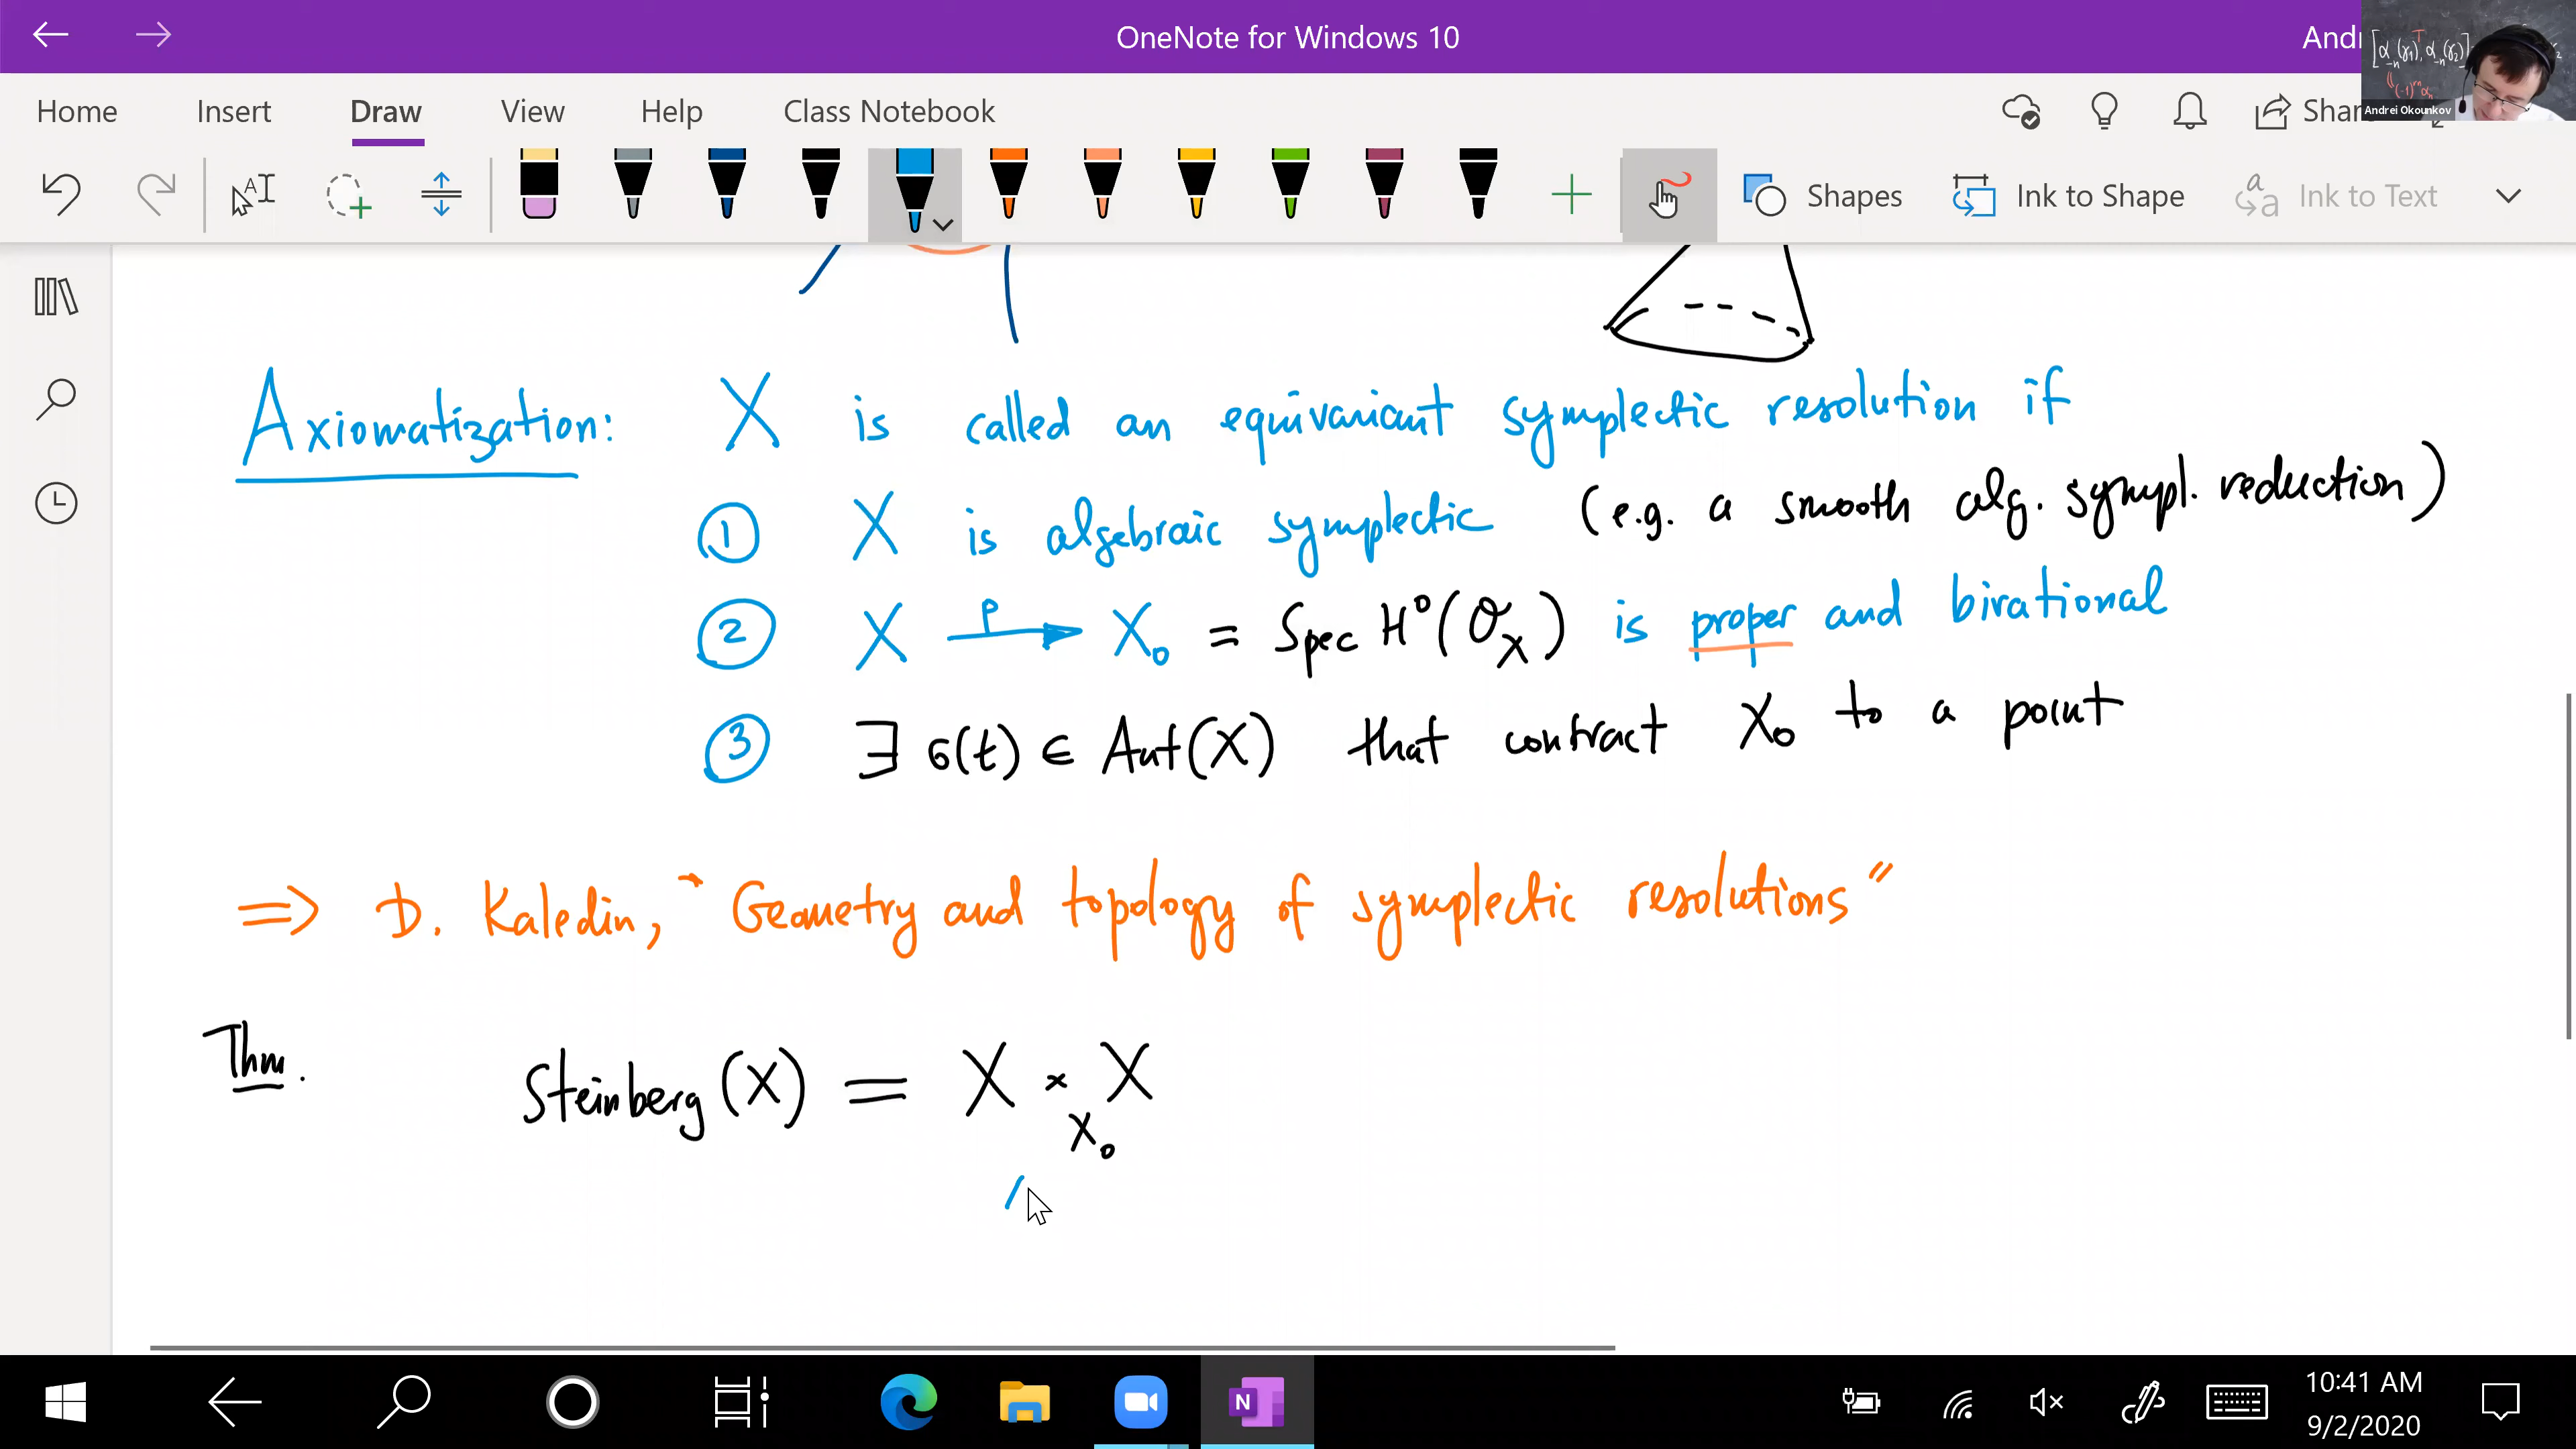 OneNote for Windows 10
Andrei Okounkov
Home Insert Draw View Help Class Notebook
Shapes Ink to Shape Ink to Text
Axiomatization: X is called an equivariant symplectic resolution if
① X is algebraic symplectic (e.g. a smooth alg. sympl. reduction)
② X →ᵖ X₀ = Spec H⁰(𝒪_X) is proper and birational
③ ∃ σ(t) ∈ Aut(X) that contract X₀ to a point
⇒ D. Kaledin, "Geometry and topology of symplectic resolutions"
Thm. Steinberg(X) = X ×_{X₀} X
10:41 AM
9/2/2020